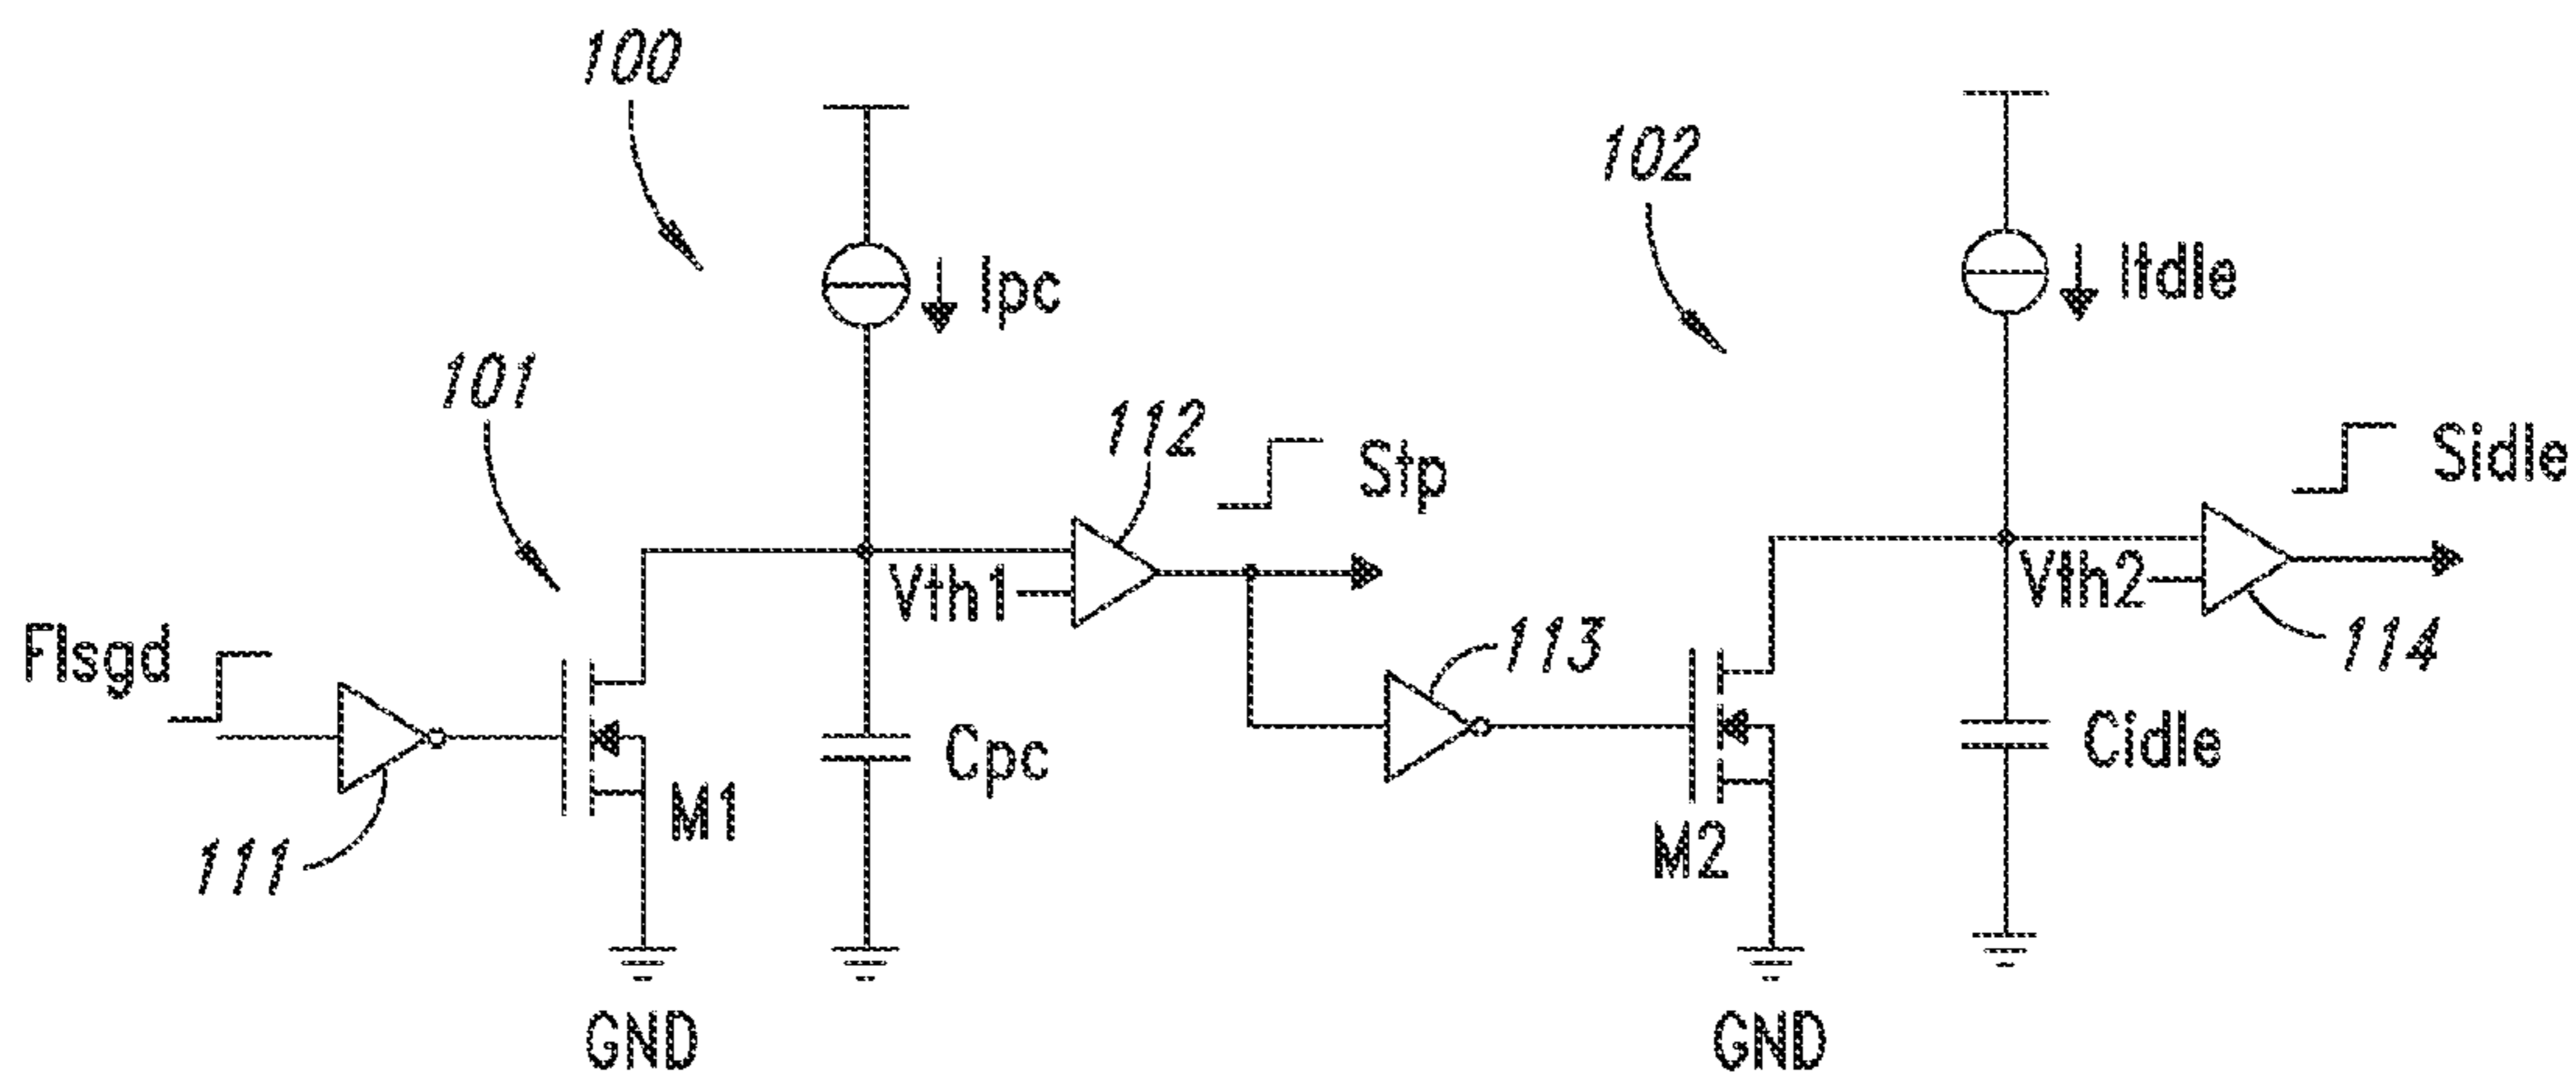 100
102
Ipc
Itdle
101
112
Stp
Sidle
Vth1
Vth2
Flsgd
113
114
M1
Cpc
Cidle
111
M2
GND
GND